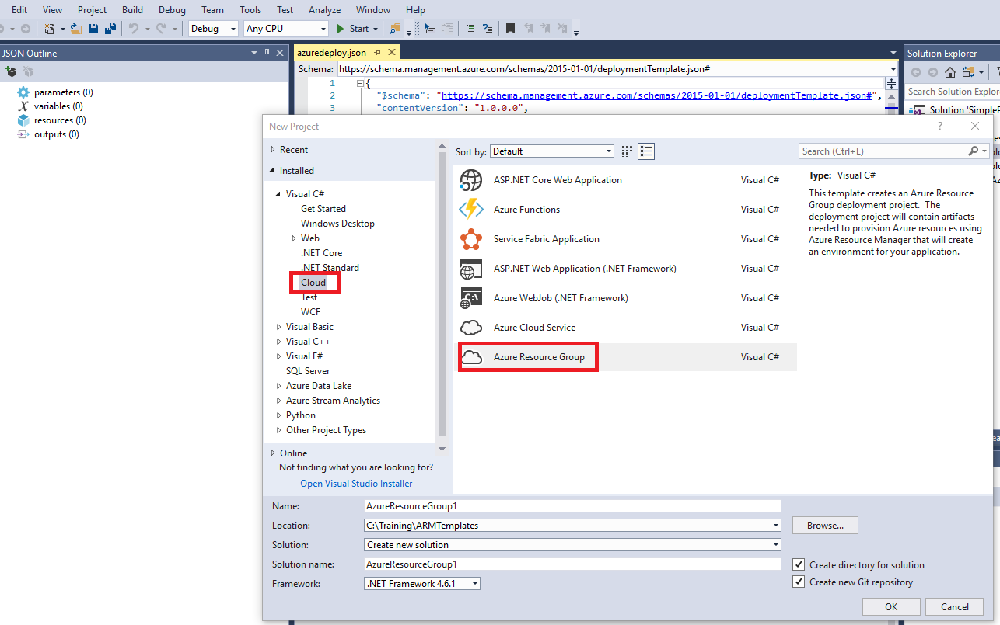 Edit View Project Build Debug Team Tools Test Analyze Window Help
Debug Any CPU Start
JSON Outline
parameters (0)
variables (0)
resources (0)
outputs (0)
azuredeploy.json
Schema: https://schema.management.azure.com/schemas/2015-01-01/deploymentTemplate.json#
1 {
2 "$schema": "https://schema.management.azure.com/schemas/2015-01-01/deploymentTemplate.json#",
3 "contentVersion": "1.0.0.0",
Solution Explorer
Search Solution Explor
Solution 'SimpleR
New Project
?
Recent
Installed
Visual C#
Get Started
Windows Desktop
Web
.NET Core
.NET Standard
Cloud
Test
WCF
Visual Basic
Visual C++
Visual F#
SQL Server
Azure Data Lake
Azure Stream Analytics
Python
Other Project Types
Online
Not finding what you are looking for?
Open Visual Studio Installer
Sort by: Default
ASP.NET Core Web Application Visual C#
Azure Functions Visual C#
Service Fabric Application Visual C#
ASP.NET Web Application (.NET Framework) Visual C#
Azure WebJob (.NET Framework) Visual C#
Azure Cloud Service Visual C#
Azure Resource Group Visual C#
Search (Ctrl+E)
Type: Visual C#
This template creates an Azure Resource
Group deployment project. The
deployment project will contain artifacts
needed to provision Azure resources using
Azure Resource Manager that will create
an environment for your application.
Name: AzureResourceGroup1
Location: C:\Training\ARMTemplates Browse...
Solution: Create new solution
Solution name: AzureResourceGroup1
Create directory for solution
Framework: .NET Framework 4.6.1
Create new Git repository
OK Cancel